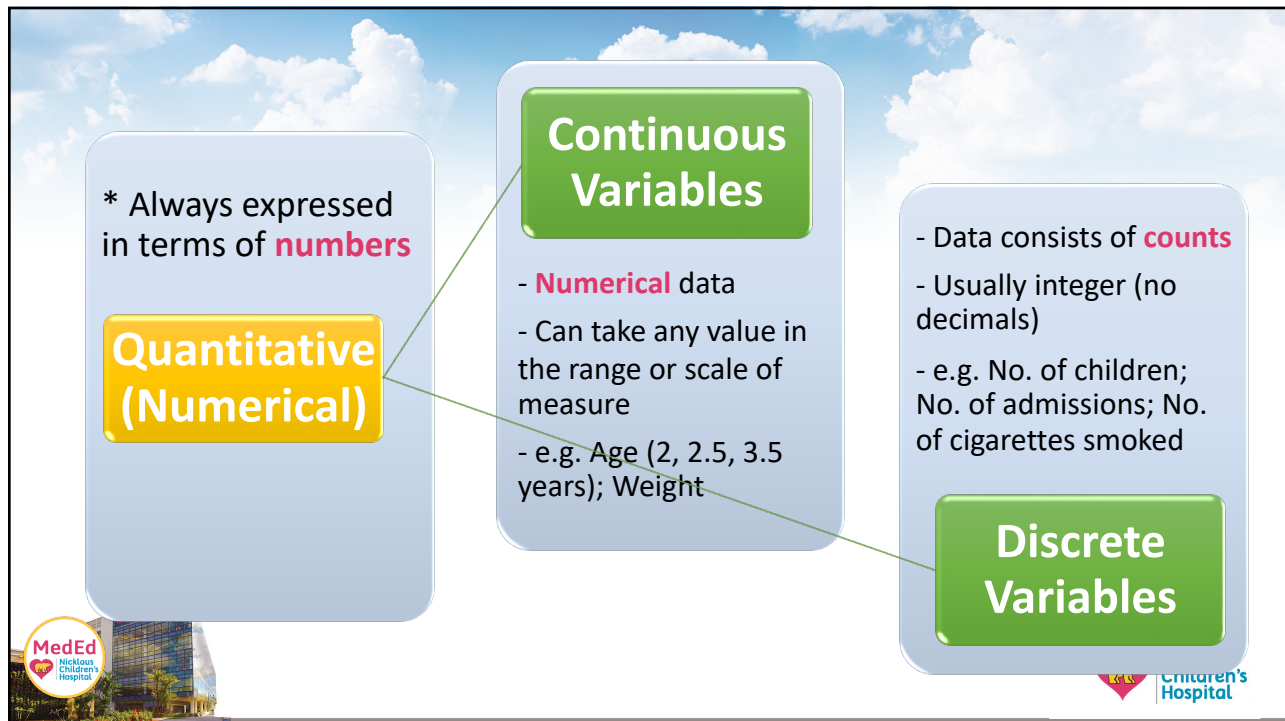 * Always expressed
in terms of numbers
Quantitative
(Numerical)
Continuous
Variables
- Numerical data
- Can take any value in
the range or scale of
measure
- e.g. Age (2, 2.5, 3.5
years); Weight
- Data consists of counts
- Usually integer (no
decimals)
- e.g. No. of children;
No. of admissions; No.
of cigarettes smoked
Discrete
Variables
MedEd
Nicklaus
Children's
Hospital
Children's
Hospital